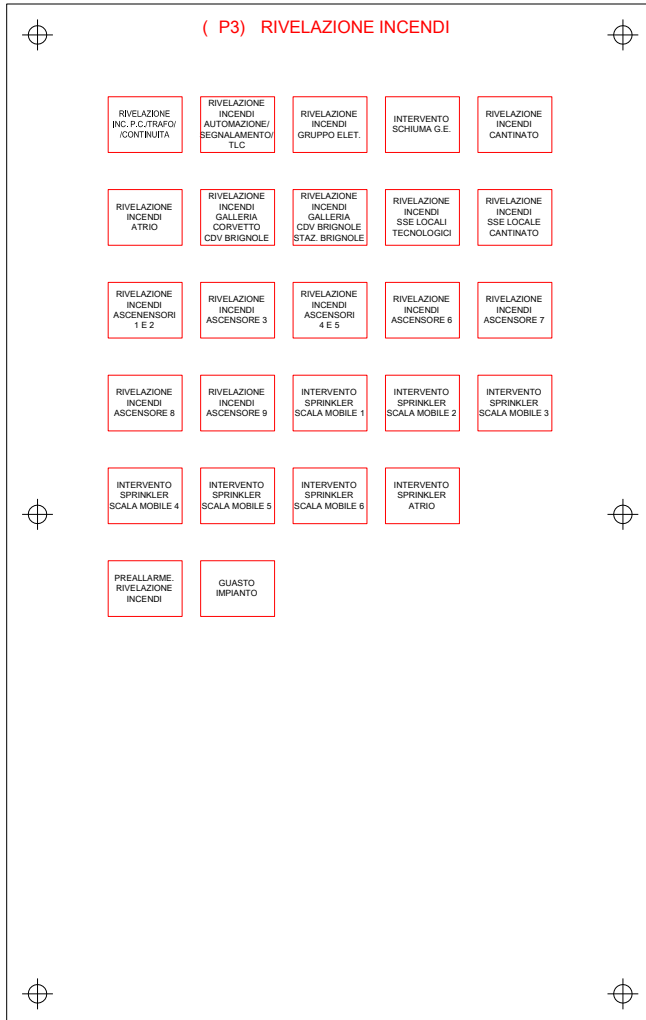 ( P3) RIVELAZIONE INCENDI
RIVELAZIONE
INC. P.C./TRAFO/
/CONTINUITA
RIVELAZIONE
INCENDI
AUTOMAZIONE/
SEGNALAMENTO/
TLC
RIVELAZIONE
INCENDI
GRUPPO ELET.
INTERVENTO
SCHIUMA G.E.
RIVELAZIONE
INCENDI
CANTINATO
RIVELAZIONE
INCENDI
ATRIO
RIVELAZIONE
INCENDI
GALLERIA
CORVETTO
CDV BRIGNOLE
RIVELAZIONE
INCENDI
GALLERIA
CDV BRIGNOLE
STAZ. BRIGNOLE
RIVELAZIONE
INCENDI
SSE LOCALI
TECNOLOGICI
RIVELAZIONE
INCENDI
SSE LOCALE
CANTINATO
RIVELAZIONE
INCENDI
ASCENENSORI
1 E 2
RIVELAZIONE
INCENDI
ASCENSORE 3
RIVELAZIONE
INCENDI
ASCENSORI
4 E 5
RIVELAZIONE
INCENDI
ASCENSORE 6
RIVELAZIONE
INCENDI
ASCENSORE 7
RIVELAZIONE
INCENDI
ASCENSORE 8
RIVELAZIONE
INCENDI
ASCENSORE 9
INTERVENTO
SPRINKLER
SCALA MOBILE 1
INTERVENTO
SPRINKLER
SCALA MOBILE 2
INTERVENTO
SPRINKLER
SCALA MOBILE 3
INTERVENTO
SPRINKLER
SCALA MOBILE 4
INTERVENTO
SPRINKLER
SCALA MOBILE 5
INTERVENTO
SPRINKLER
SCALA MOBILE 6
INTERVENTO
SPRINKLER
ATRIO
PREALLARME.
RIVELAZIONE
INCENDI
GUASTO
IMPIANTO